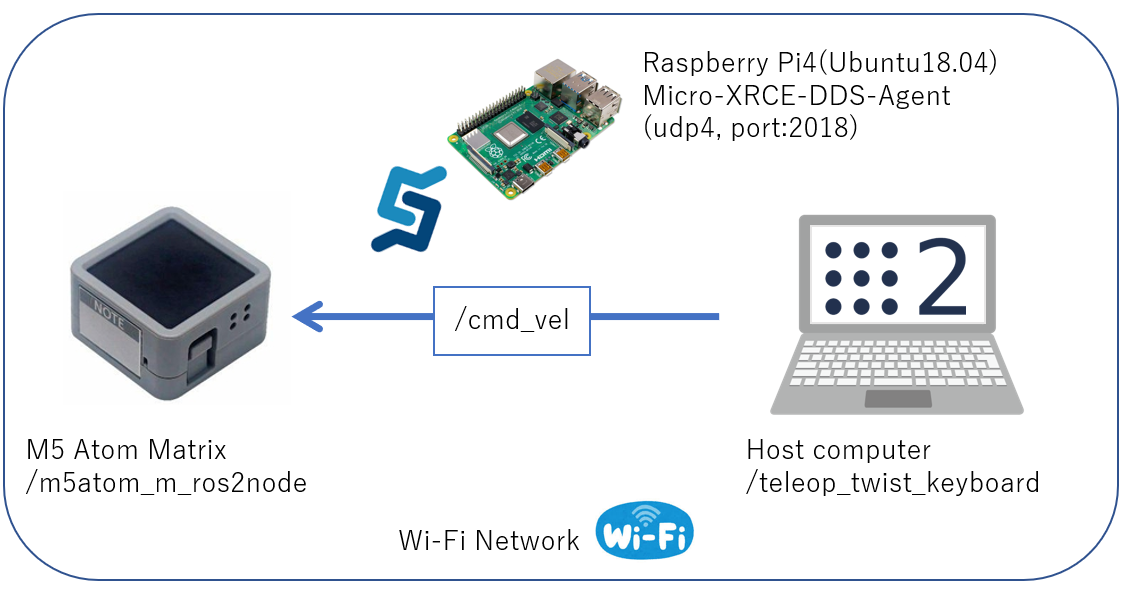 Raspberry Pi4(Ubuntu18.04)
Micro-XRCE-DDS-Agent
(udp4, port:2018)
HDMI
2
NOTE
/cmd_vel
M5 Atom Matrix
/m5atom_m_ros2node
Host computer
/teleop_twist_keyboard
Wi-Fi Network
Wi-Fi